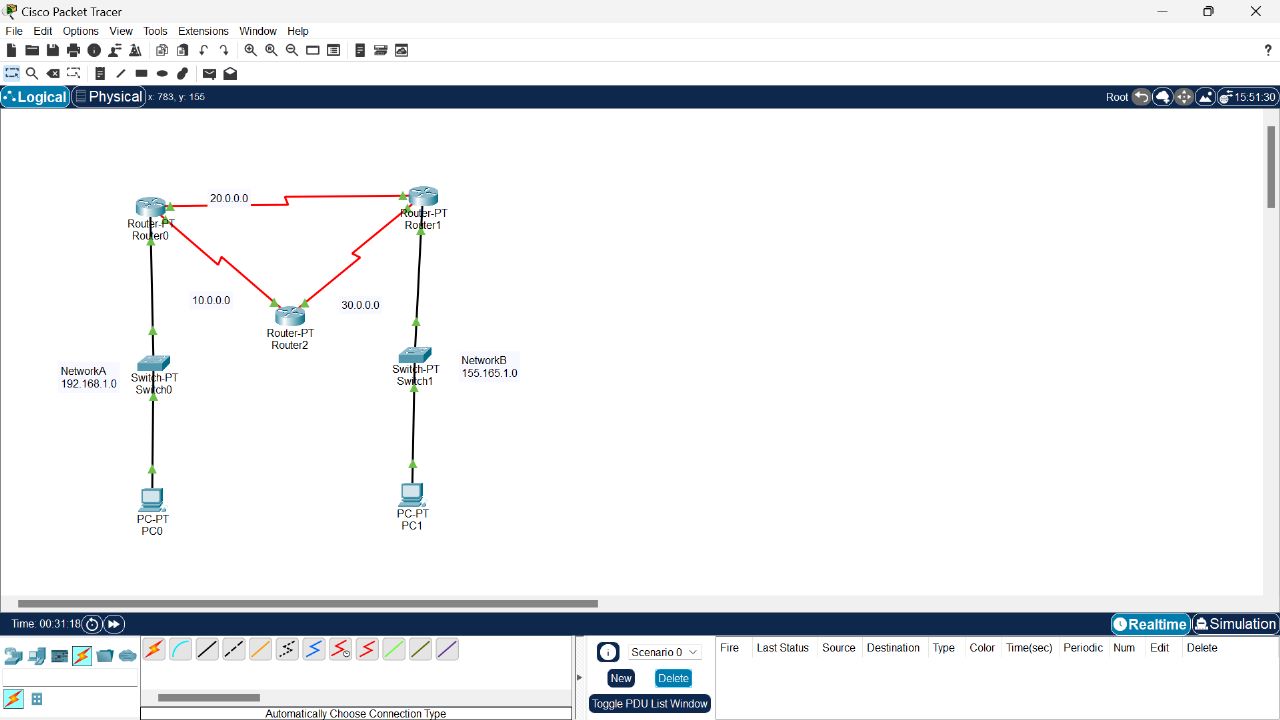 Cisco Packet Tracer
File Edit Options View Tools Extensions Window Help
?
Logical Physical x: 783, y: 155 Root 15:51:30
20.0.0.0
Router-PT
Router0
Router-PT
Router1
10.0.0.0
30.0.0.0
Router-PT
Router2
NetworkA
192.168.1.0
Switch-PT
Switch0
Switch-PT
Switch1
NetworkB
155.165.1.0
PC-PT
PC0
PC-PT
PC1
Time: 00:31:18 Realtime Simulation
Scenario 0
New Delete
Toggle PDU List Window
Fire Last Status Source Destination Type Color Time(sec) Periodic Num Edit Delete
Automatically Choose Connection Type